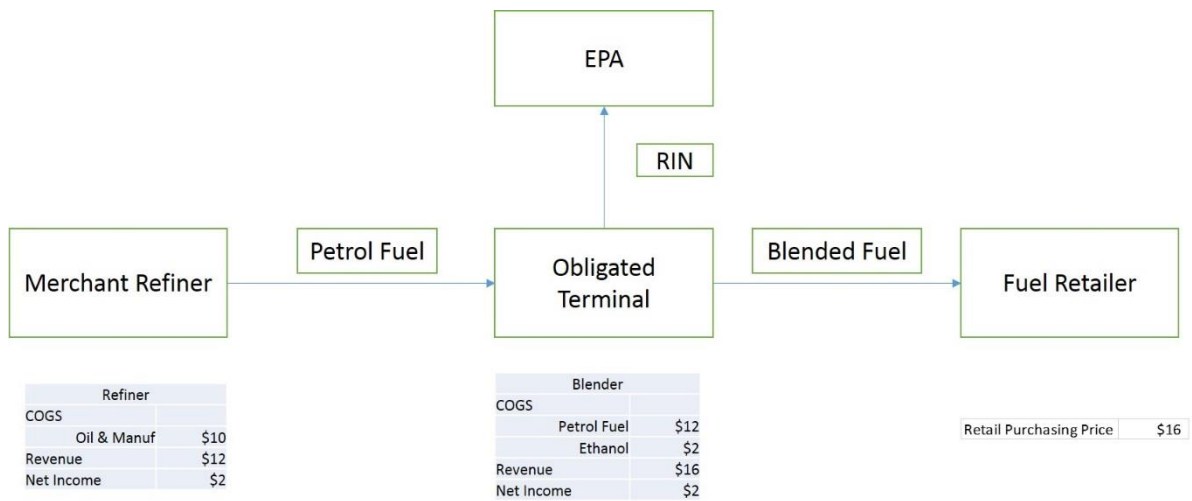 EPA
RIN
Petrol Fuel
Blended Fuel
Merchant Refiner
Obligated
Terminal
Fuel Retailer
Refiner
COGS
Oil & Manuf $10
Revenue $12
Net Income $2
Blender
COGS
Petrol Fuel $12
Ethanol $2
Revenue $16
Net Income $2
Retail Purchasing Price $16